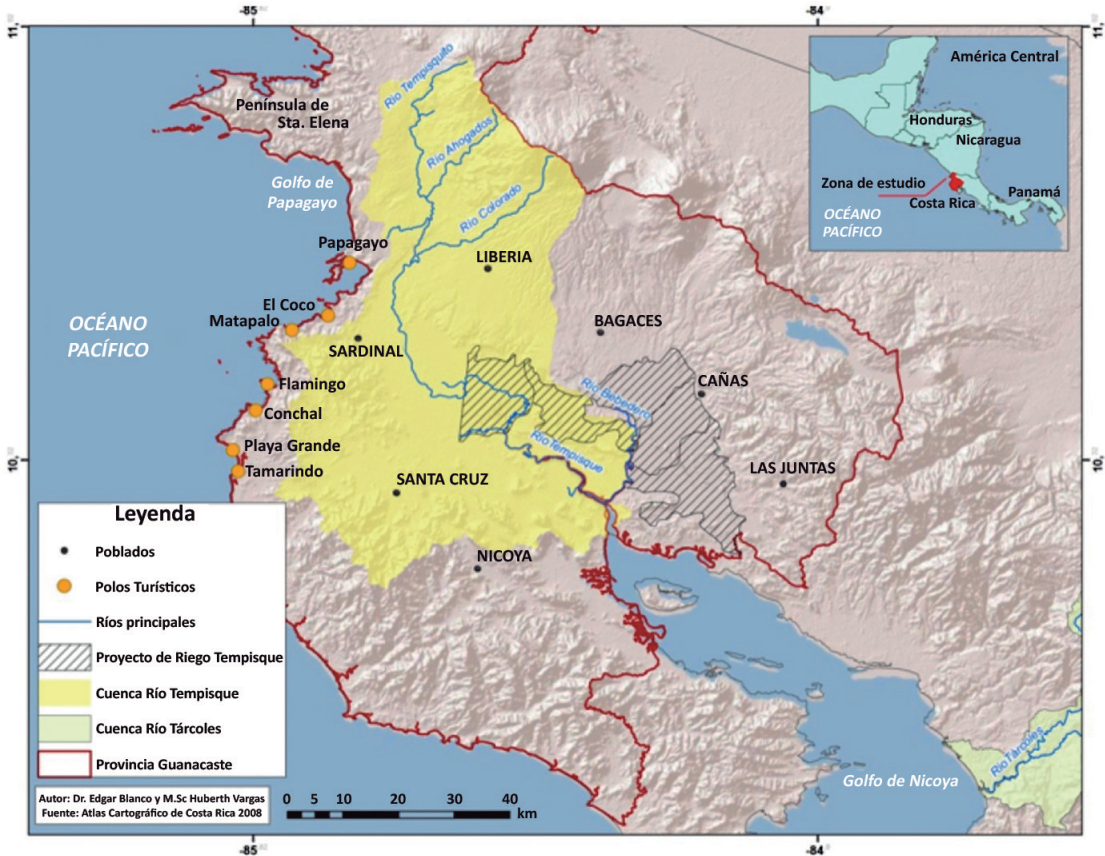 -85
-84
11,
11,
Península de
Sta. Elena
Golfo de
Papagayo
Papagayo
El Coco
Matapalo
OCÉANO
PACÍFICO
SARDINAL
Flamingo
Conchal
Playa Grande
Tamarindo
Río Tempisquito
Río Ahogados
Río Colorado
LIBERIA
BAGACES
CAÑAS
Río Bebedero
Río Tempisque
LAS JUNTAS
SANTA CRUZ
NICOYA
10,
10,
América Central
Honduras
Nicaragua
Zona de estudio
Costa Rica
Panamá
OCÉANO
PACÍFICO
Golfo de Nicoya
Río Tárcoles
Leyenda
Poblados
Polos Turísticos
Ríos principales
Proyecto de Riego Tempisque
Cuenca Río Tempisque
Cuenca Río Tárcoles
Provincia Guanacaste
Autor: Dr. Edgar Blanco y M.Sc Huberth Vargas
Fuente: Atlas Cartográfico de Costa Rica 2008
0 5 10 20 30 40
km
-85
-84